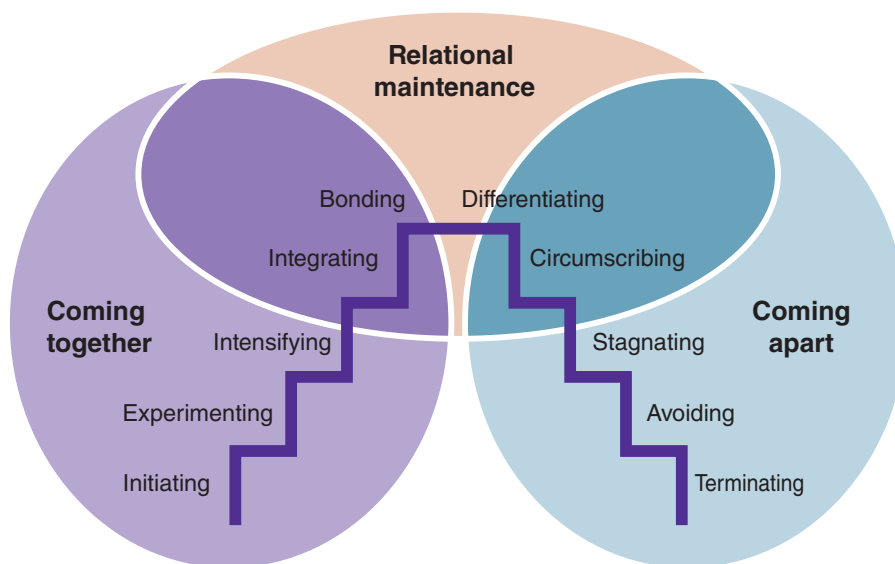 Relational
maintenance
Bonding
Differentiating
Integrating
Circumscribing
Coming
together
Coming
apart
Intensifying
Stagnating
Experimenting
Avoiding
Initiating
Terminating